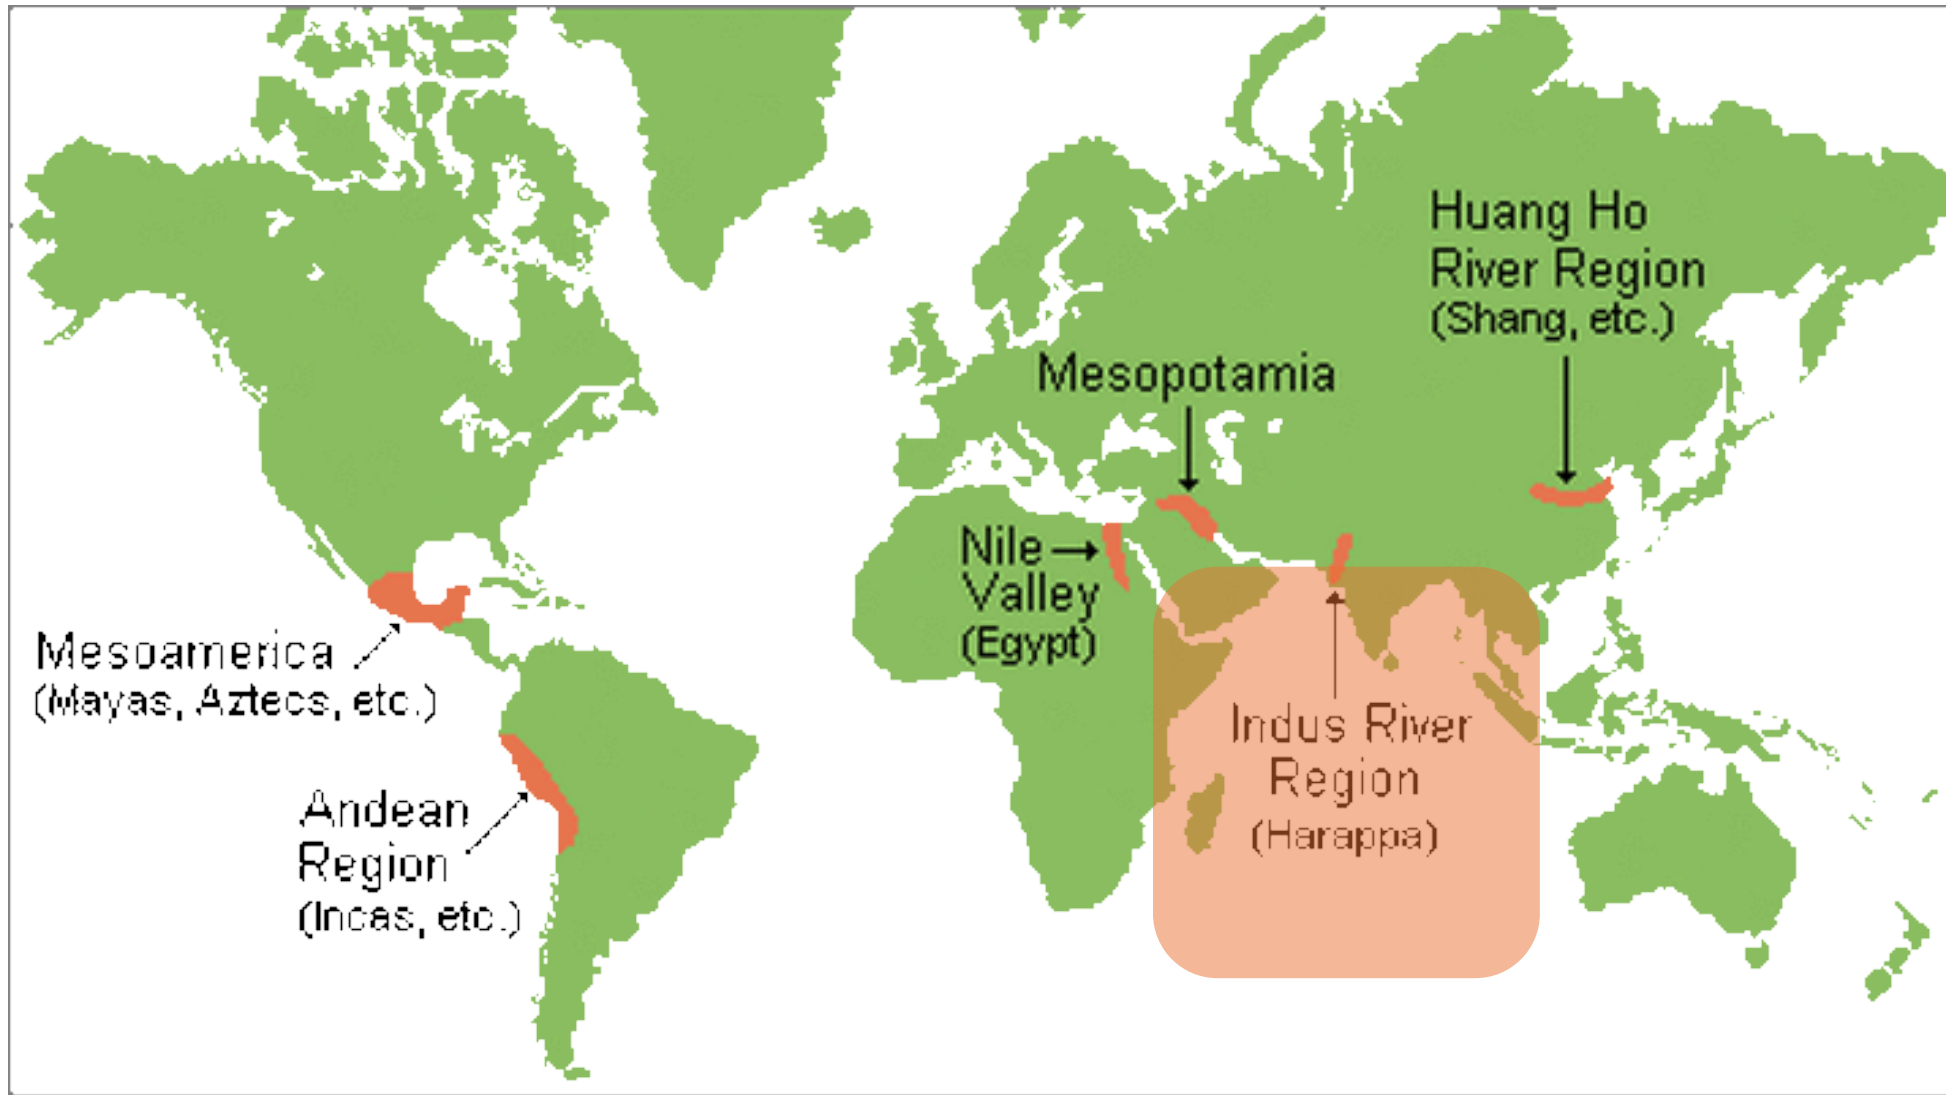 Huang Ho
River Region
(Shang, etc.)
Mesopotamia
Nile
Valley
(Egypt)
Mesoamerica
(Mayas, Aztecs, etc.)
Indus River
Region
(Harappa)
Andean
Region
(Incas, etc.)